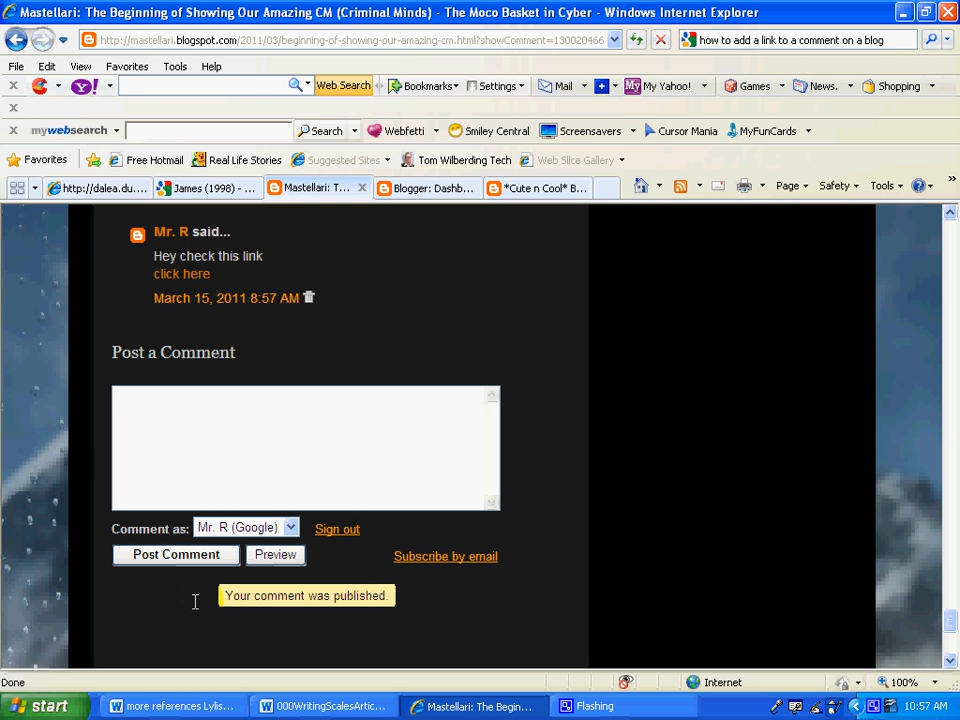 Mastellari: The Beginning of Showing Our Amazing CM (Criminal Minds) - The Moco Basket in Cyber - Windows Internet Explorer
http://mastellari.blogspot.com/2011/03/beginning-of-showing-our-amazing-cm.html?showComment=130020466
how to add a link to a comment on a blog
File Edit View Favorites Tools Help
Web Search Bookmarks Settings Mail My Yahoo! Games News. Shopping
mywebsearch Search Webfetti Smiley Central Screensavers Cursor Mania MyFunCards
Favorites Free Hotmail Real Life Stories Suggested Sites Tom Wilberding Tech Web Slice Gallery
http://dalea.du.... James (1998) - ... Mastellari: T... Blogger: Dashb... *Cute n Cool* B... Page Safety Tools
Mr. R said...
Hey check this link
click here
March 15, 2011 8:57 AM
Post a Comment
Comment as: Mr. R (Google) Sign out
Post Comment Preview Subscribe by email
Your comment was published.
Done Internet 100%
start more references Lylis... 000WritingScalesArtic... Mastellari: The Begin... Flashing 10:57 AM